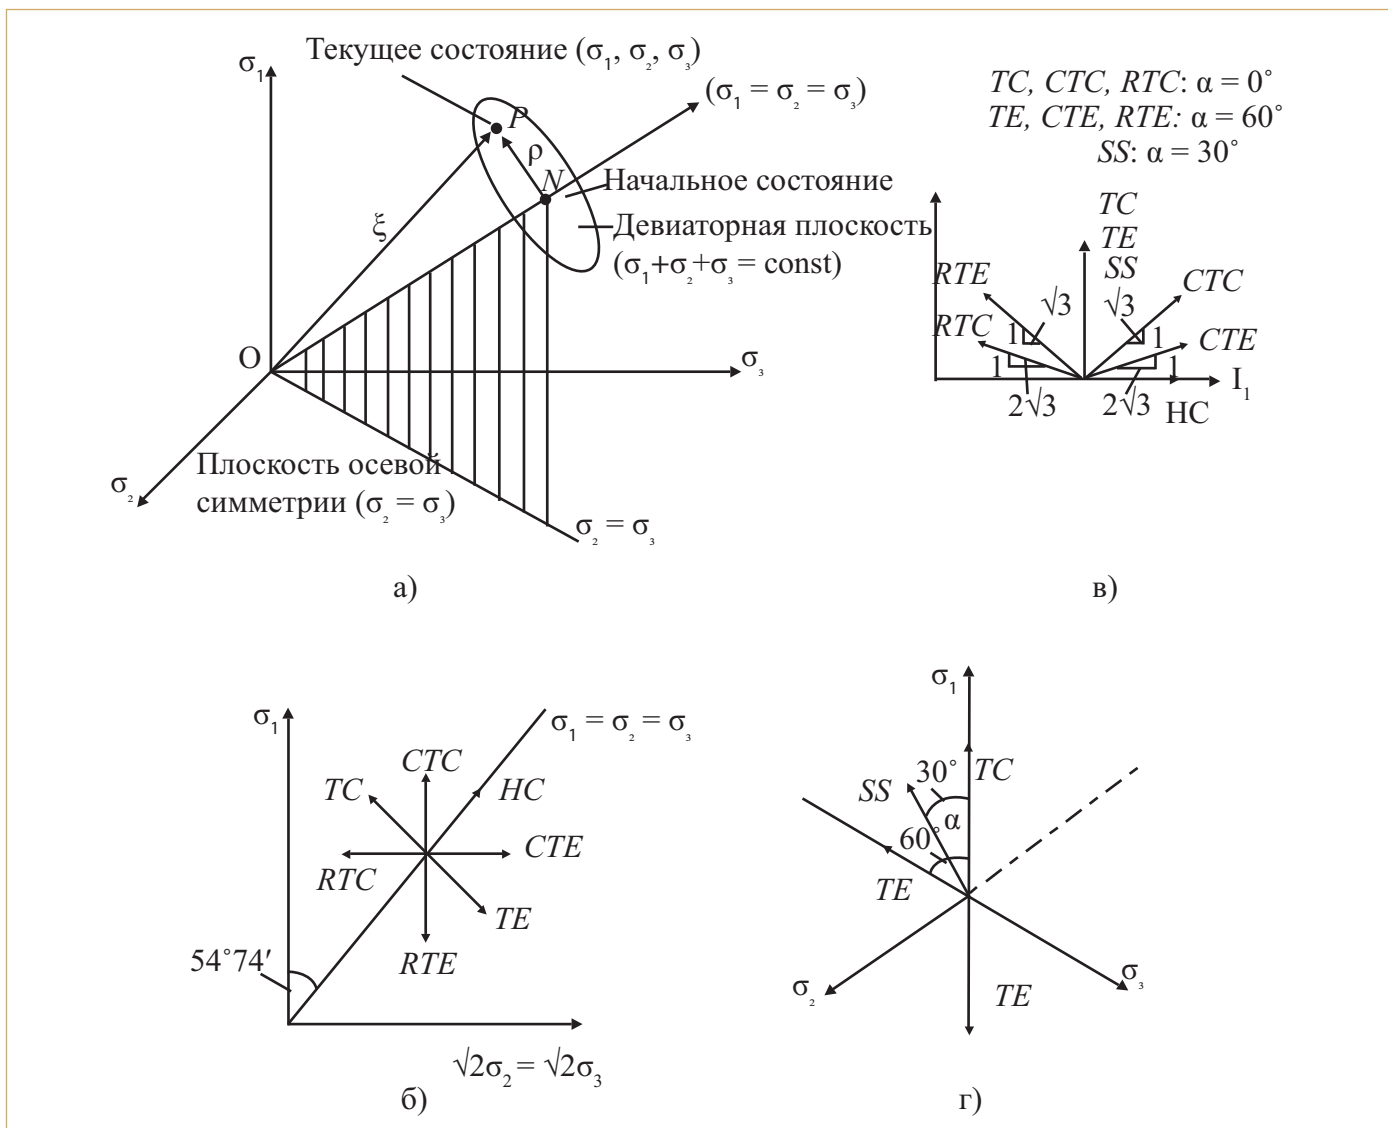 Текущее состояние (σ₁, σ₂, σ₃)
σ₁
(σ₁ = σ₂ = σ₃)
P
ρ
N
Начальное состояние
ξ
Девиаторная плоскость
(σ₁+σ₂+σ₃ = const)
O
σ₃
Плоскость осевой
симметрии (σ₂ = σ₃)
σ₂
σ₂ = σ₃
а)
TC, CTC, RTC: α = 0°
TE, CTE, RTE: α = 60°
SS: α = 30°
TC
TE
SS
RTE
CTC
√3
√3
1
1
RTC
CTE
1
1
2√3
2√3
I₁
HC
в)
σ₁
σ₁ = σ₂ = σ₃
CTC
TC
HC
CTE
RTC
TE
RTE
54°74′
√2σ₂ = √2σ₃
б)
σ₁
30°
TC
SS
α
60°
TE
σ₂
σ₃
TE
г)